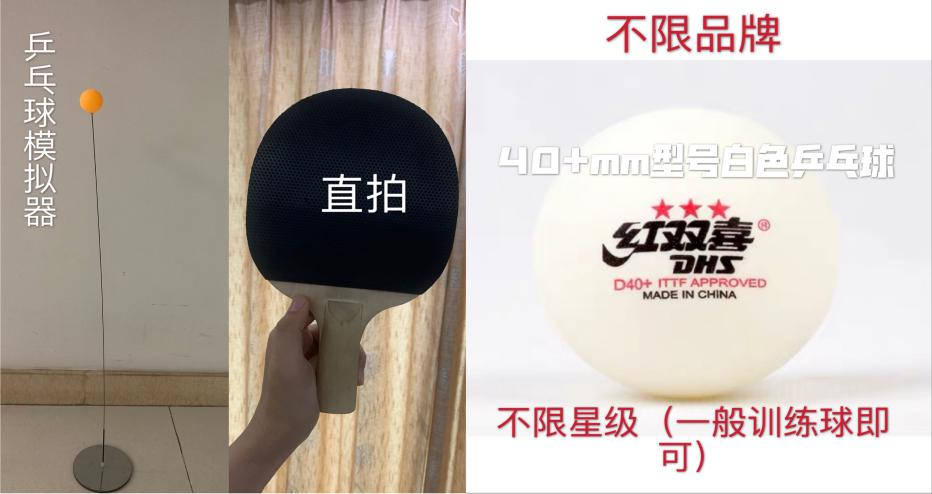 乒乓球模拟器
直拍
不限品牌
40+mm型号白色乒乓球
红双喜
®
DHS
D40+ ITTF APPROVED
MADE IN CHINA
不限星级（一般训练球即
可）